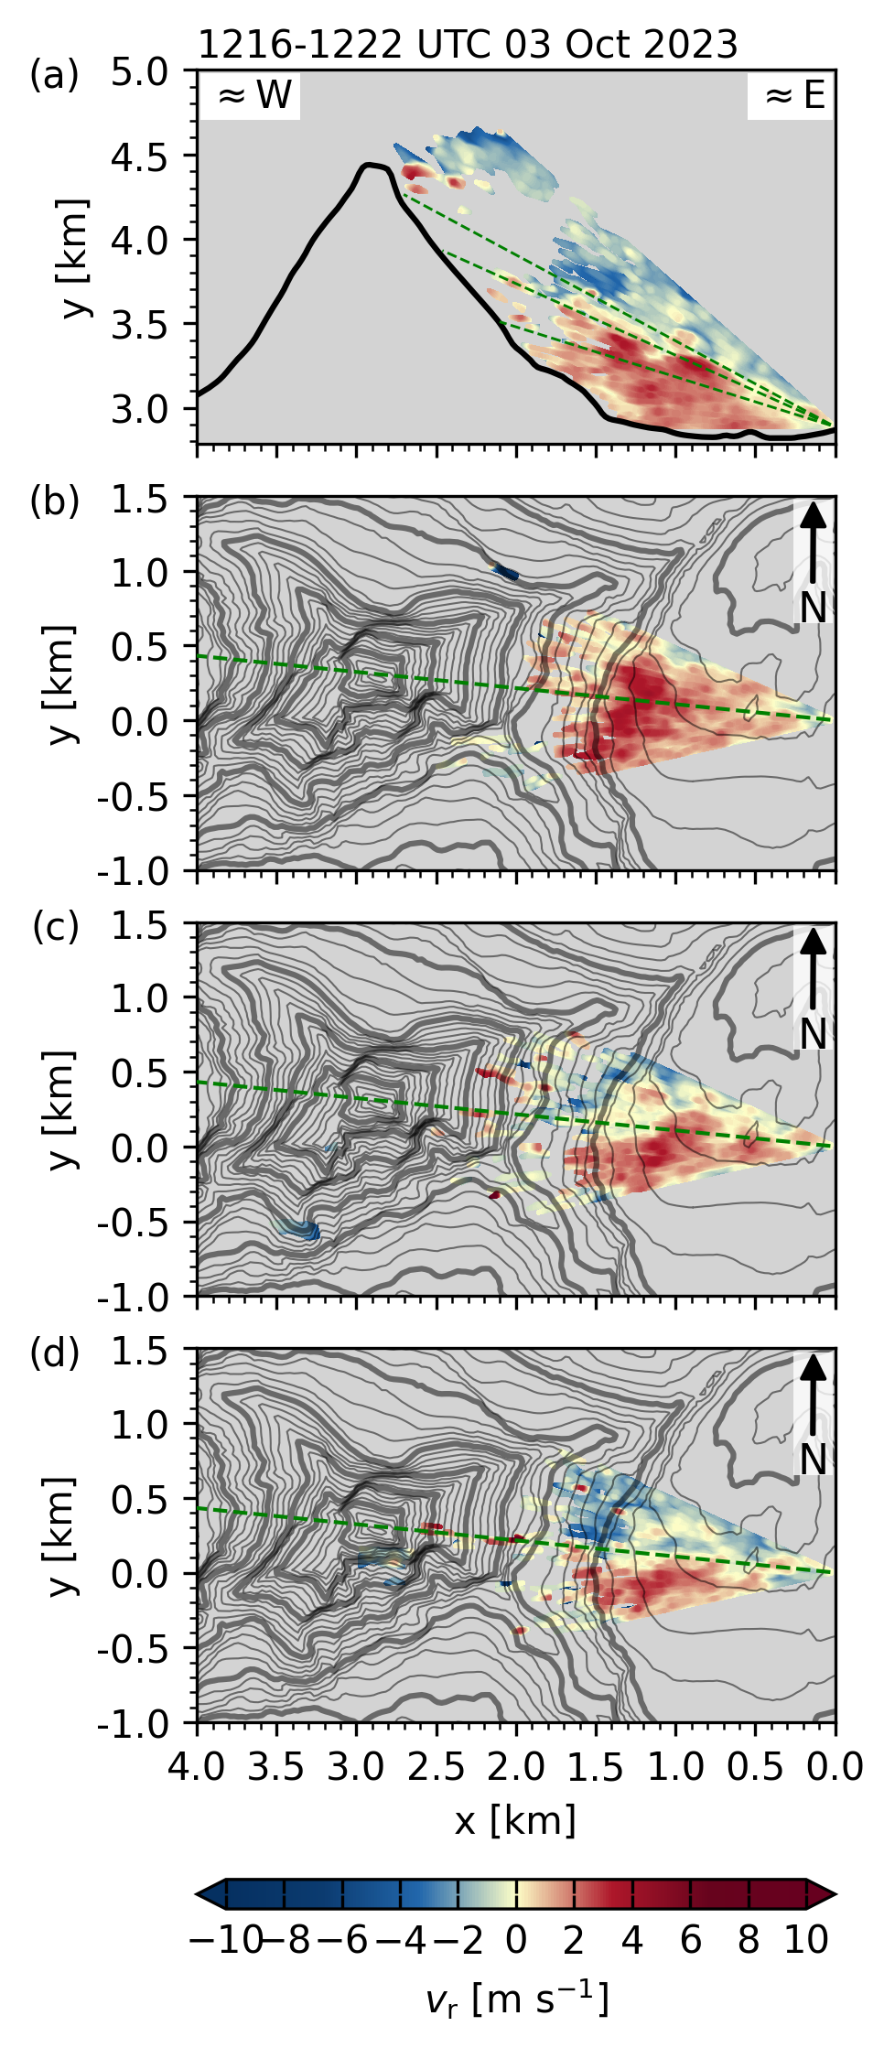 1216-1222 UTC 03 Oct 2023
(a)
≈ W
≈ E
5.0
4.5
4.0
3.5
3.0
y [km]
(b)
1.5
1.0
0.5
0.0
-0.5
-1.0
y [km]
N
(c)
1.5
1.0
0.5
0.0
-0.5
-1.0
y [km]
N
(d)
1.5
1.0
0.5
0.0
-0.5
-1.0
y [km]
N
4.0 3.5 3.0 2.5 2.0 1.5 1.0 0.5 0.0
x [km]
−10 −8 −6 −4 −2 0 2 4 6 8 10
vr [m s−1]